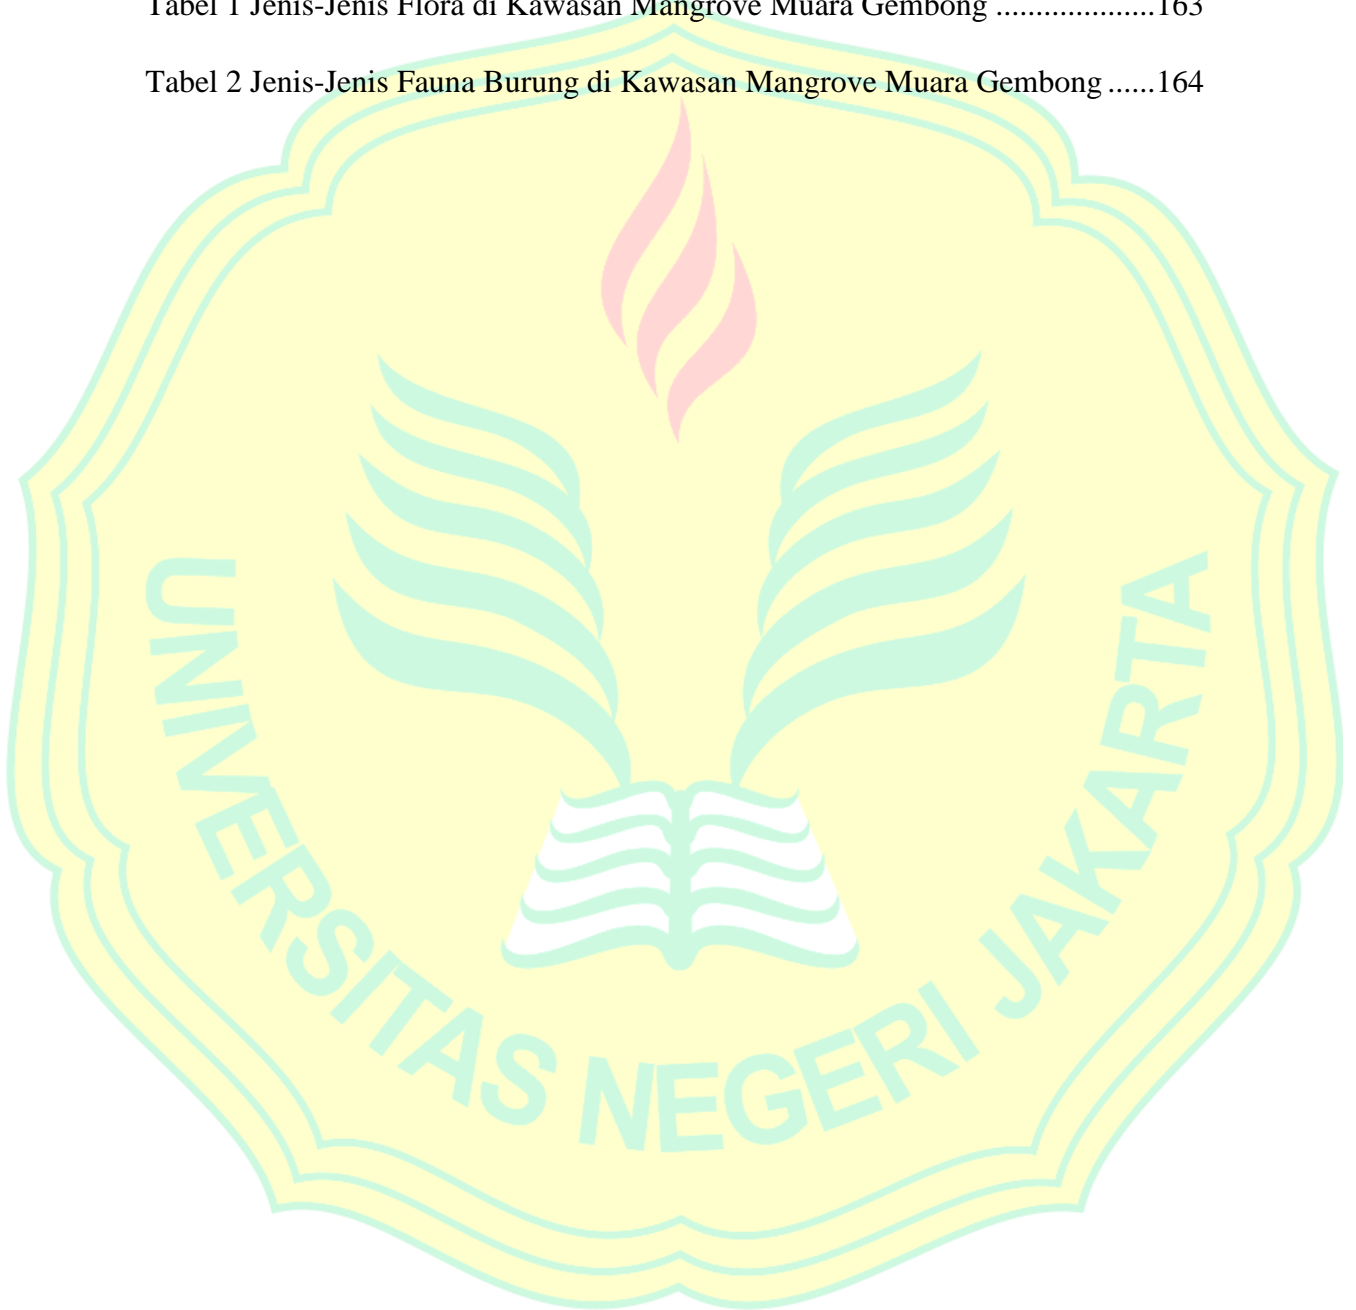 Tabel 1 Jenis-Jenis Flora di Kawasan Mangrove Muara Gembong ....................163
Tabel 2 Jenis-Jenis Fauna Burung di Kawasan Mangrove Muara Gembong ......164
UNIVERSITAS NEGERI JAKARTA